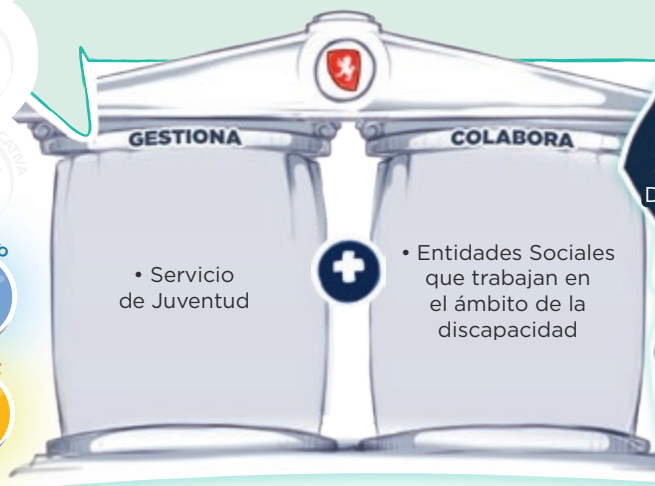 GESTIONA
COLABORA
• Servicio
de Juventud
• Entidades Sociales
que trabajan en
el ámbito de la
discapacidad